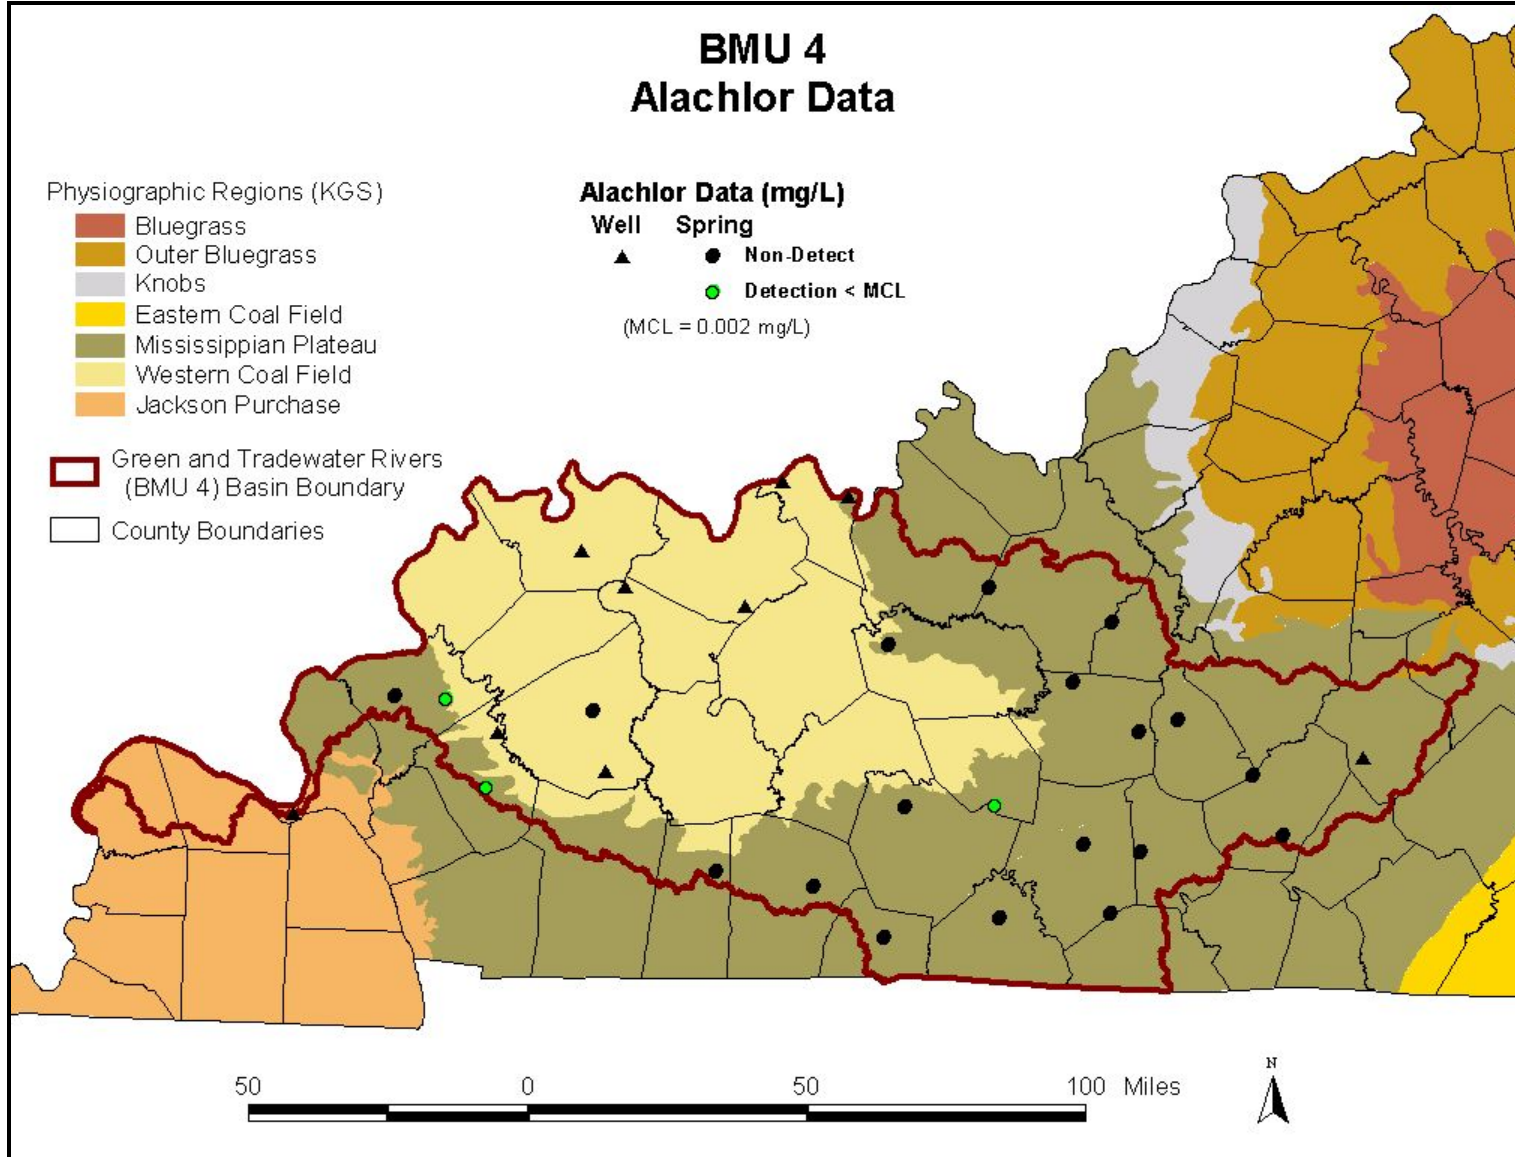 BMU 4
Alachlor Data
Physiographic Regions (KGS)
Bluegrass
Outer Bluegrass
Knobs
Eastern Coal Field
Mississippian Plateau
Western Coal Field
Jackson Purchase
Green and Tradewater Rivers
(BMU 4) Basin Boundary
County Boundaries
Alachlor Data (mg/L)
Well Spring
Non-Detect
Detection < MCL
(MCL = 0.002 mg/L)
50 0 50 100 Miles
N